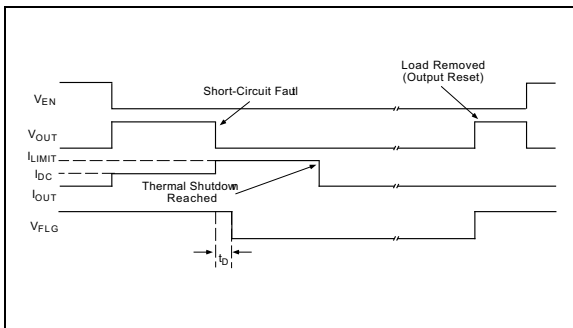 Load Removed
(Output Reset)
VEN
Short-Circuit Fault
VOUT
ILIMIT
IDC
Thermal Shutdown
Reached
IOUT
VFLG
tD